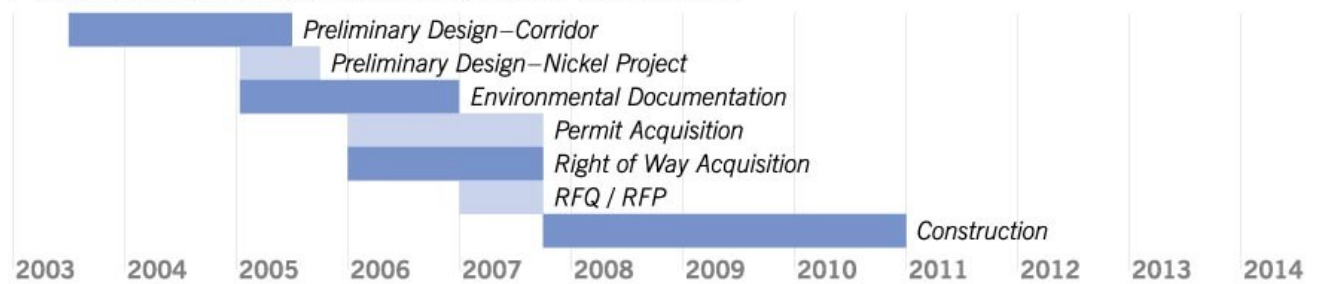 Preliminary Design–Corridor
Preliminary Design–Nickel Project
Environmental Documentation
Permit Acquisition
Right of Way Acquisition
RFQ / RFP
Construction
2003 2004 2005 2006 2007 2008 2009 2010 2011 2012 2013 2014